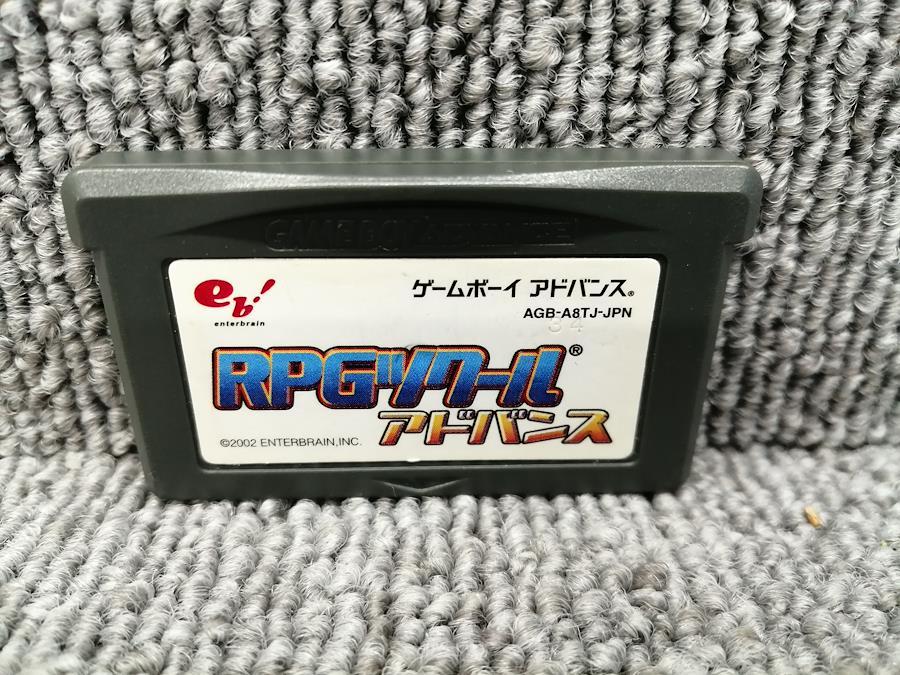 GAME BOY ADVANCE
eb!
enterbrain
ゲームボーイ アドバンス®
AGB-A8TJ-JPN
34
RPGツクール®
アドバンス
©2002 ENTERBRAIN,INC.